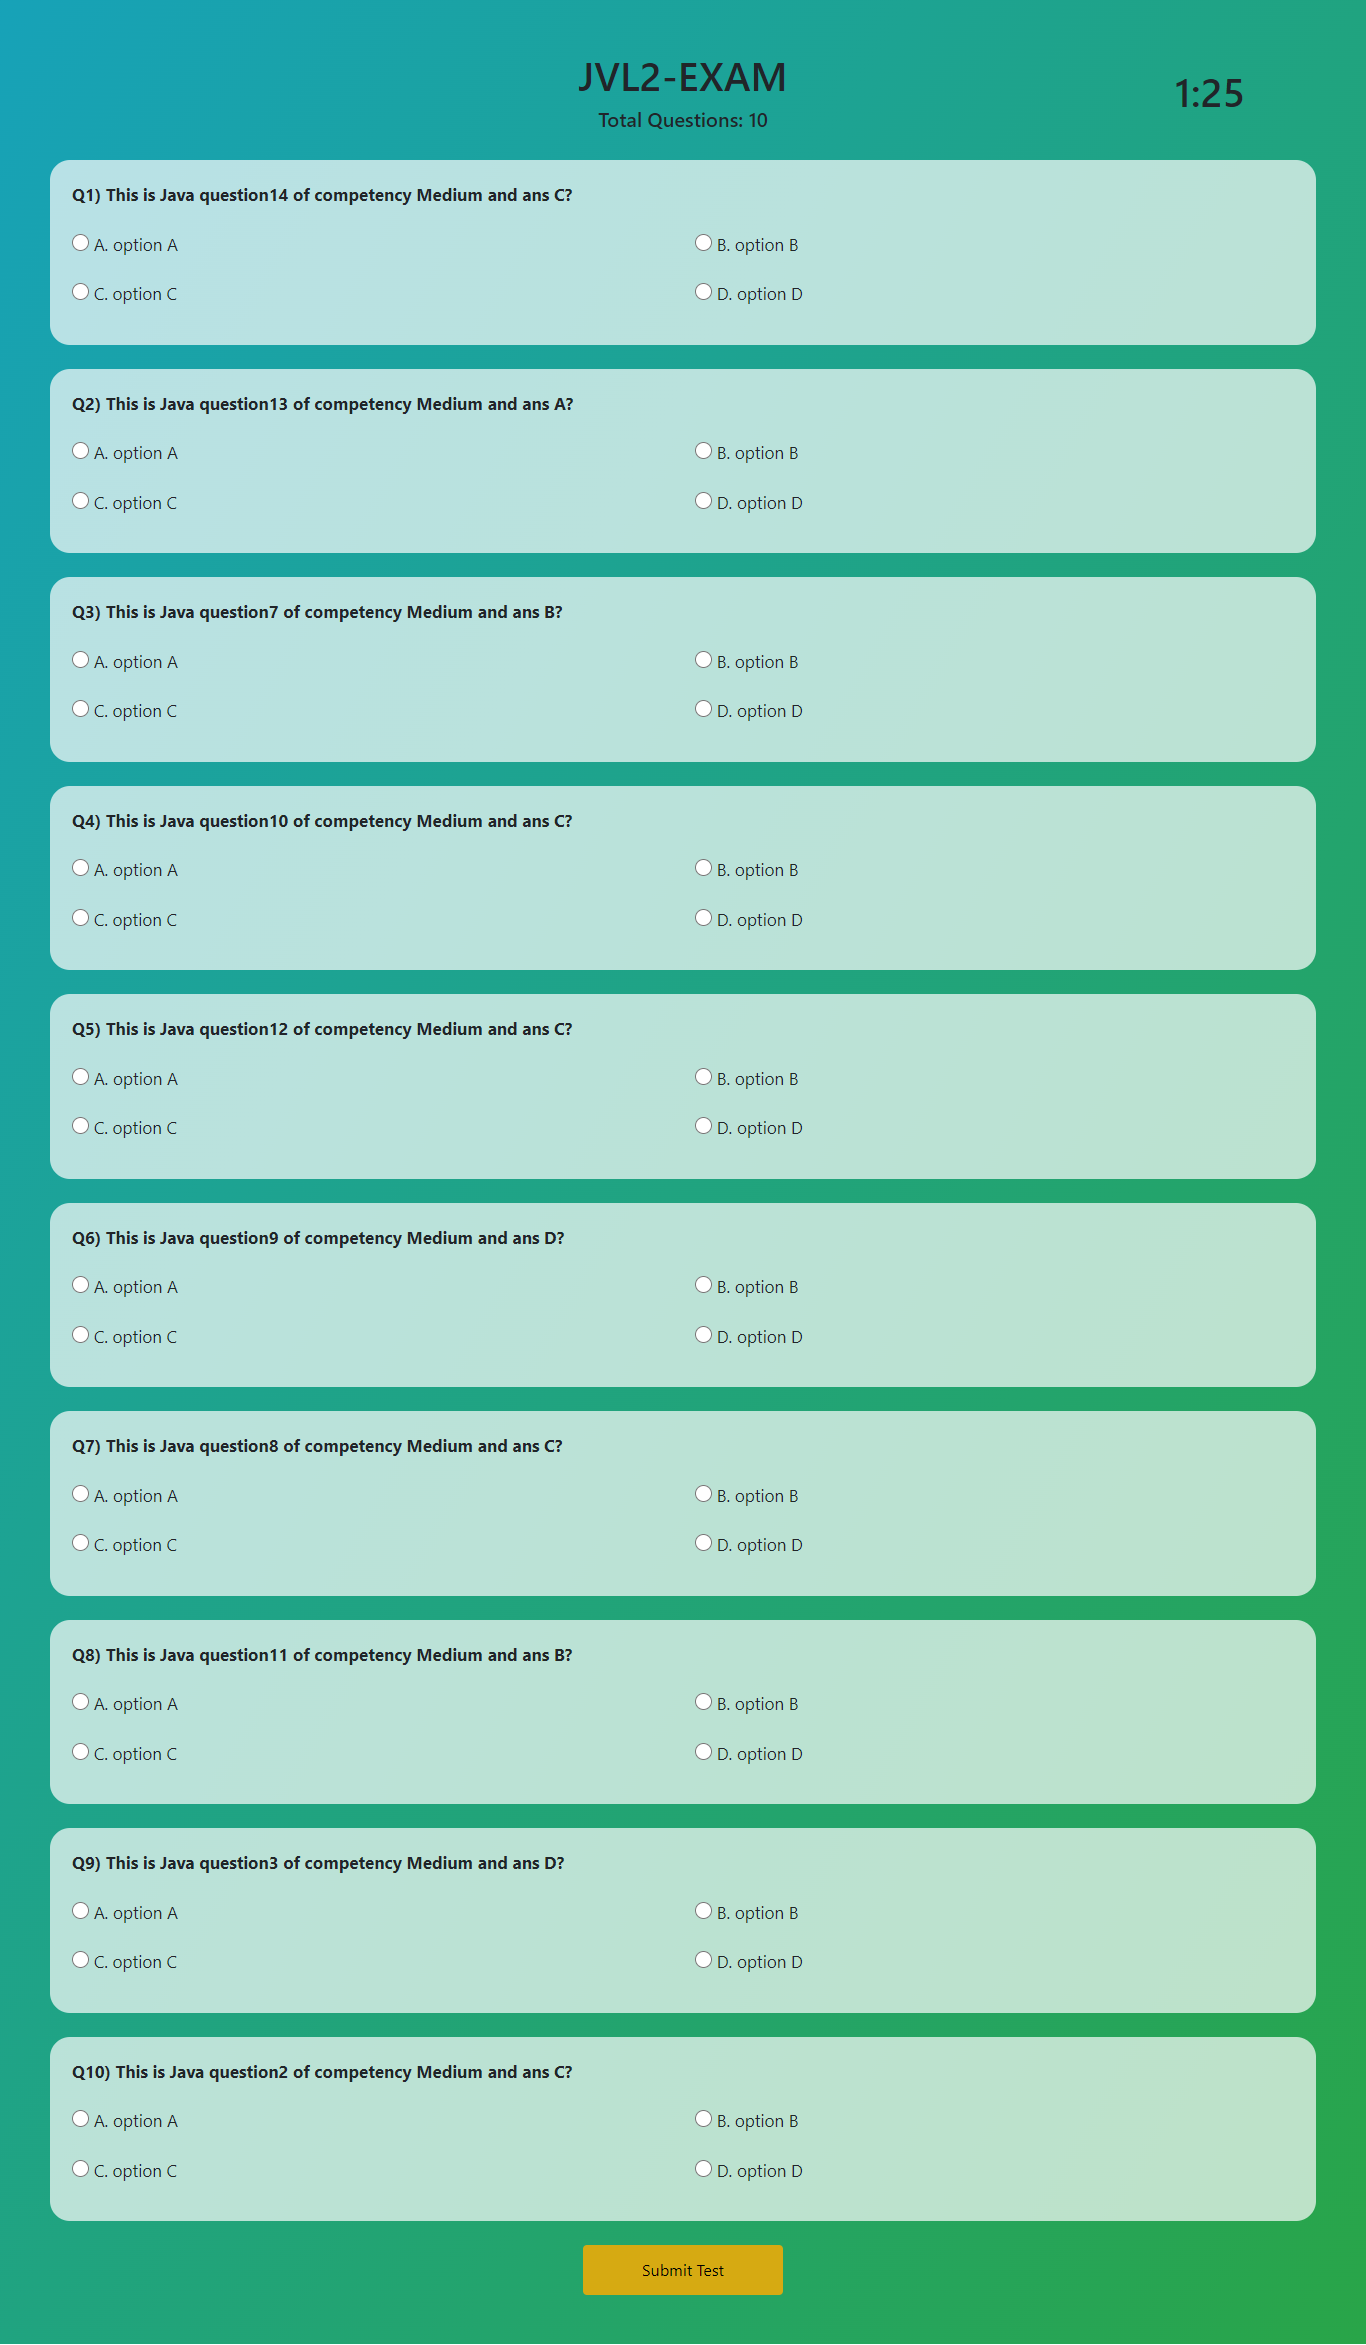 JVL2-EXAM
1:25
Total Questions: 10
Q1) This is Java question14 of competency Medium and ans C?
A. option A B. option B
C. option C D. option D
Q2) This is Java question13 of competency Medium and ans A?
A. option A B. option B
C. option C D. option D
Q3) This is Java question7 of competency Medium and ans B?
A. option A B. option B
C. option C D. option D
Q4) This is Java question10 of competency Medium and ans C?
A. option A B. option B
C. option C D. option D
Q5) This is Java question12 of competency Medium and ans C?
A. option A B. option B
C. option C D. option D
Q6) This is Java question9 of competency Medium and ans D?
A. option A B. option B
C. option C D. option D
Q7) This is Java question8 of competency Medium and ans C?
A. option A B. option B
C. option C D. option D
Q8) This is Java question11 of competency Medium and ans B?
A. option A B. option B
C. option C D. option D
Q9) This is Java question3 of competency Medium and ans D?
A. option A B. option B
C. option C D. option D
Q10) This is Java question2 of competency Medium and ans C?
A. option A B. option B
C. option C D. option D
Submit Test